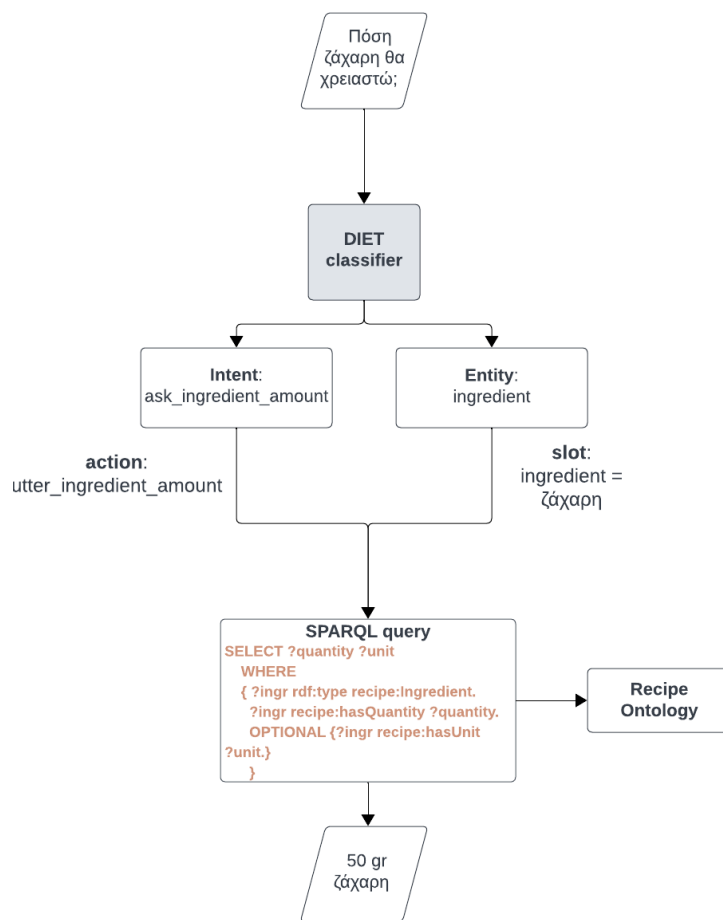 Πόση
ζάχαρη θα
χρειαστώ;
DIET
classifier
Intent:
ask_ingredient_amount
Entity:
ingredient
action:
utter_ingredient_amount
slot:
ingredient =
ζάχαρη
SPARQL query
SELECT ?quantity ?unit
WHERE
{ ?ingr rdf:type recipe:Ingredient.
?ingr recipe:hasQuantity ?quantity.
OPTIONAL {?ingr recipe:hasUnit
?unit.}
}
Recipe
Ontology
50 gr
ζάχαρη